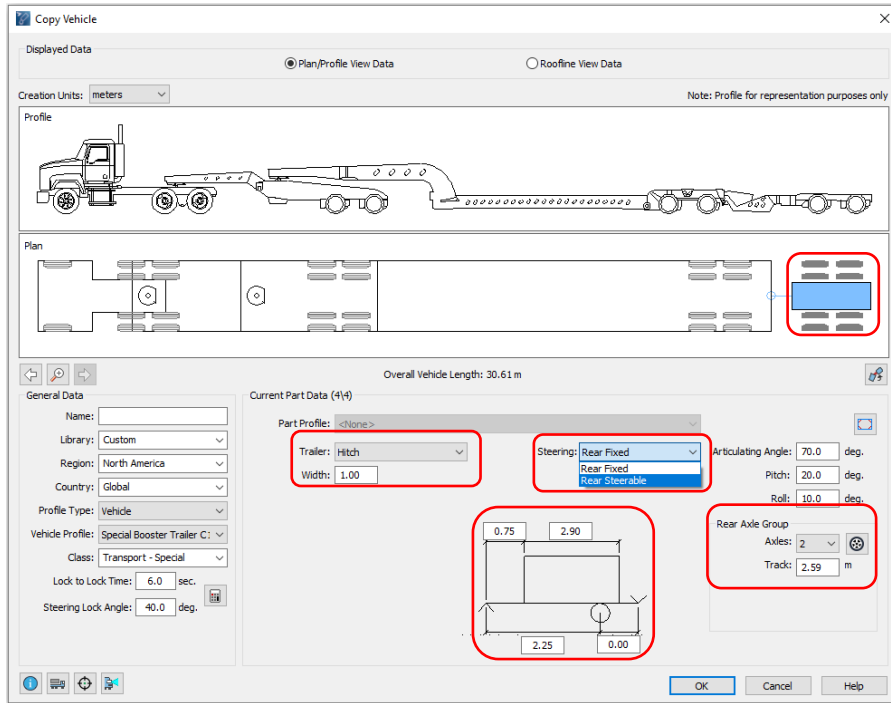 Copy Vehicle
Displayed Data
Plan/Profile View Data Roofline View Data
Creation Units: meters Note: Profile for representation purposes only
Profile
Plan
Overall Vehicle Length: 30.61 m
General Data
Name:
Library: Custom
Region: North America
Country: Global
Profile Type: Vehicle
Vehicle Profile: Special Booster Trailer C:
Class: Transport - Special
Lock to Lock Time: 6.0 sec.
Steering Lock Angle: 40.0 deg.
Current Part Data (4\4)
Part Profile: <None>
Trailer: Hitch
Width: 1.00
Steering: Rear Fixed
Rear Fixed
Rear Steerable
Articulating Angle: 70.0 deg.
Pitch: 20.0 deg.
Roll: 10.0 deg.
Rear Axle Group
Axles: 2
Track: 2.59 m
0.75 2.90
2.25 0.00
OK Cancel Help